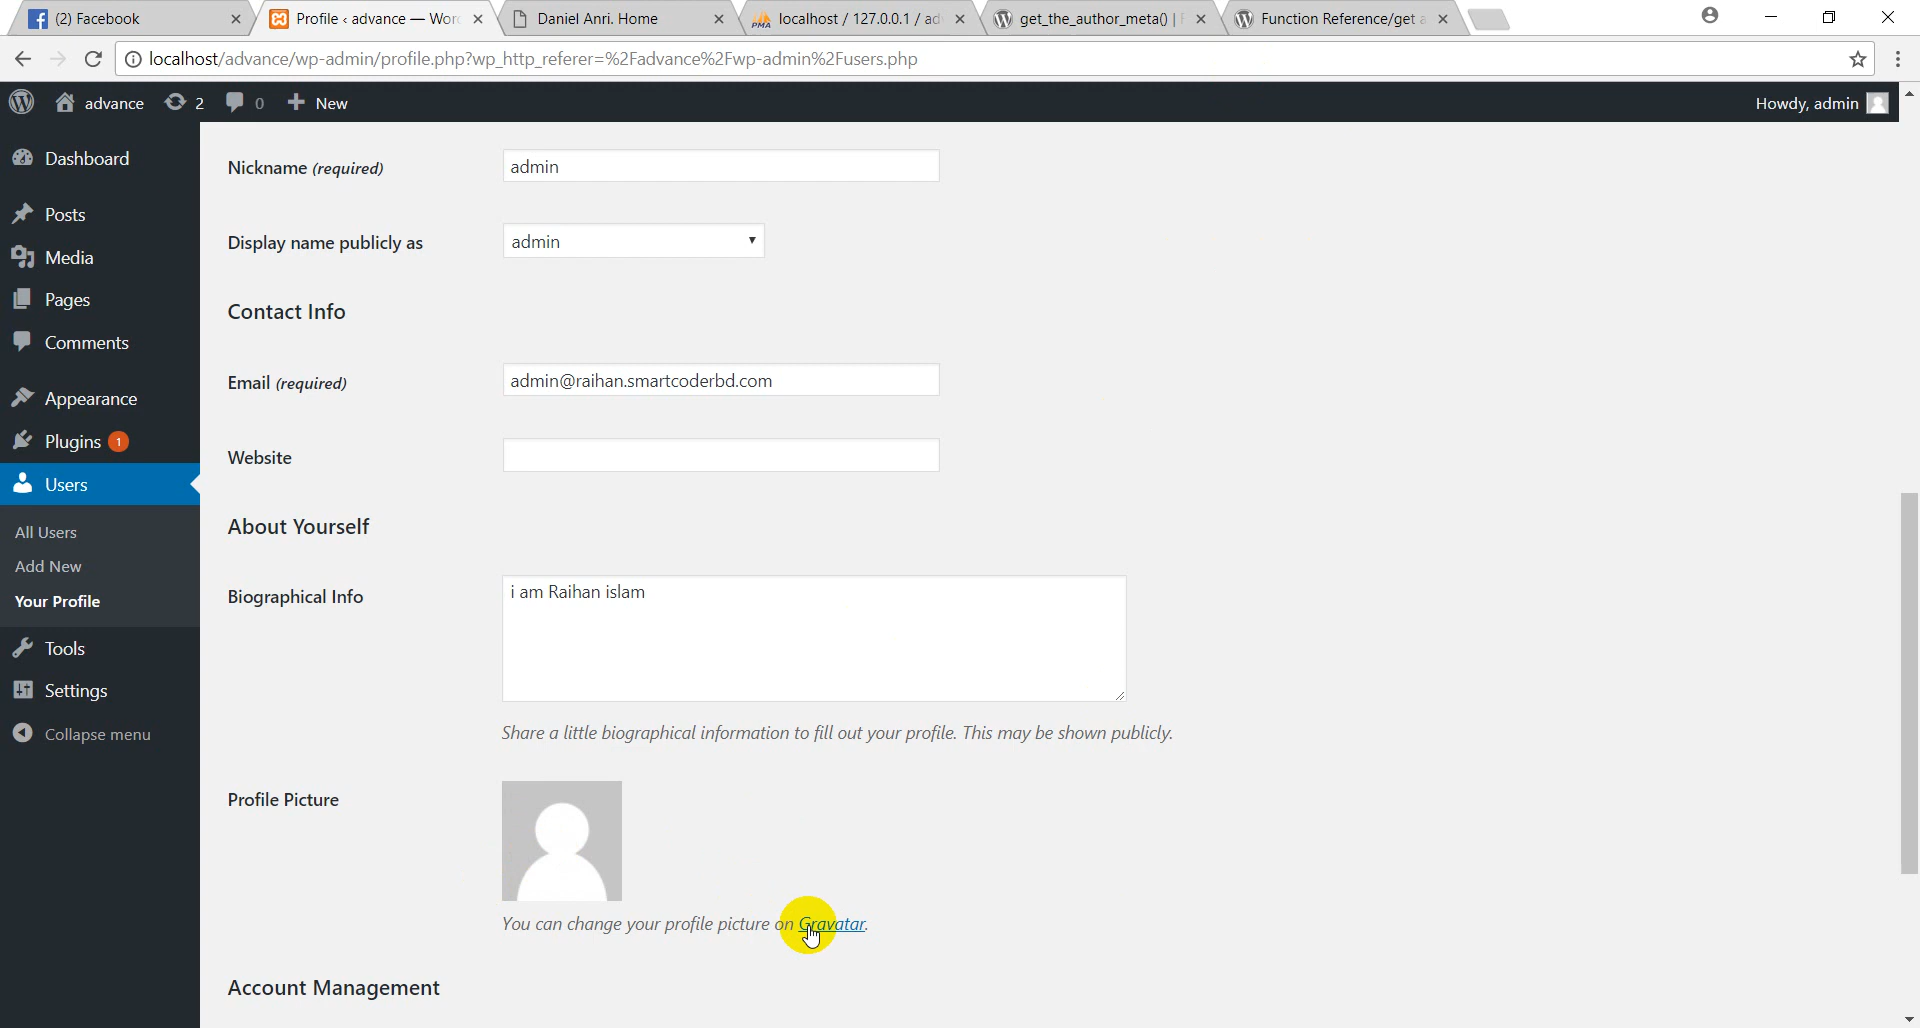 (2) Facebook
Profile ‹ advance — Wor
Daniel Anri. Home
localhost / 127.0.0.1 / ad
get_the_author_meta() |
Function Reference/get
localhost/advance/wp-admin/profile.php?wp_http_referer=%2Fadvance%2Fwp-admin%2Fusers.php
advance
2
0
New
Howdy, admin
Dashboard
Posts
Media
Pages
Comments
Appearance
Plugins 1
Users
All Users
Add New
Your Profile
Tools
Settings
Collapse menu
Nickname (required)
admin
Display name publicly as
admin
Contact Info
Email (required)
admin@raihan.smartcoderbd.com
Website
About Yourself
Biographical Info
i am Raihan islam
Share a little biographical information to fill out your profile. This may be shown publicly.
Profile Picture
You can change your profile picture on Gravatar.
Account Management